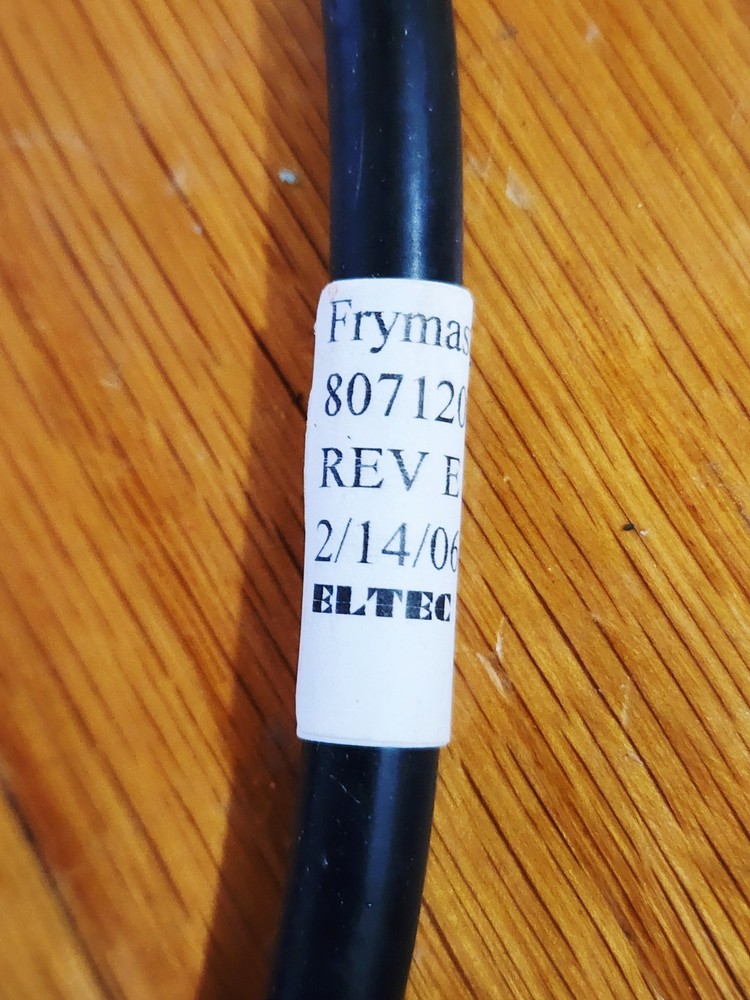 Frymas
807120
REV E
2/14/06
ELTEC